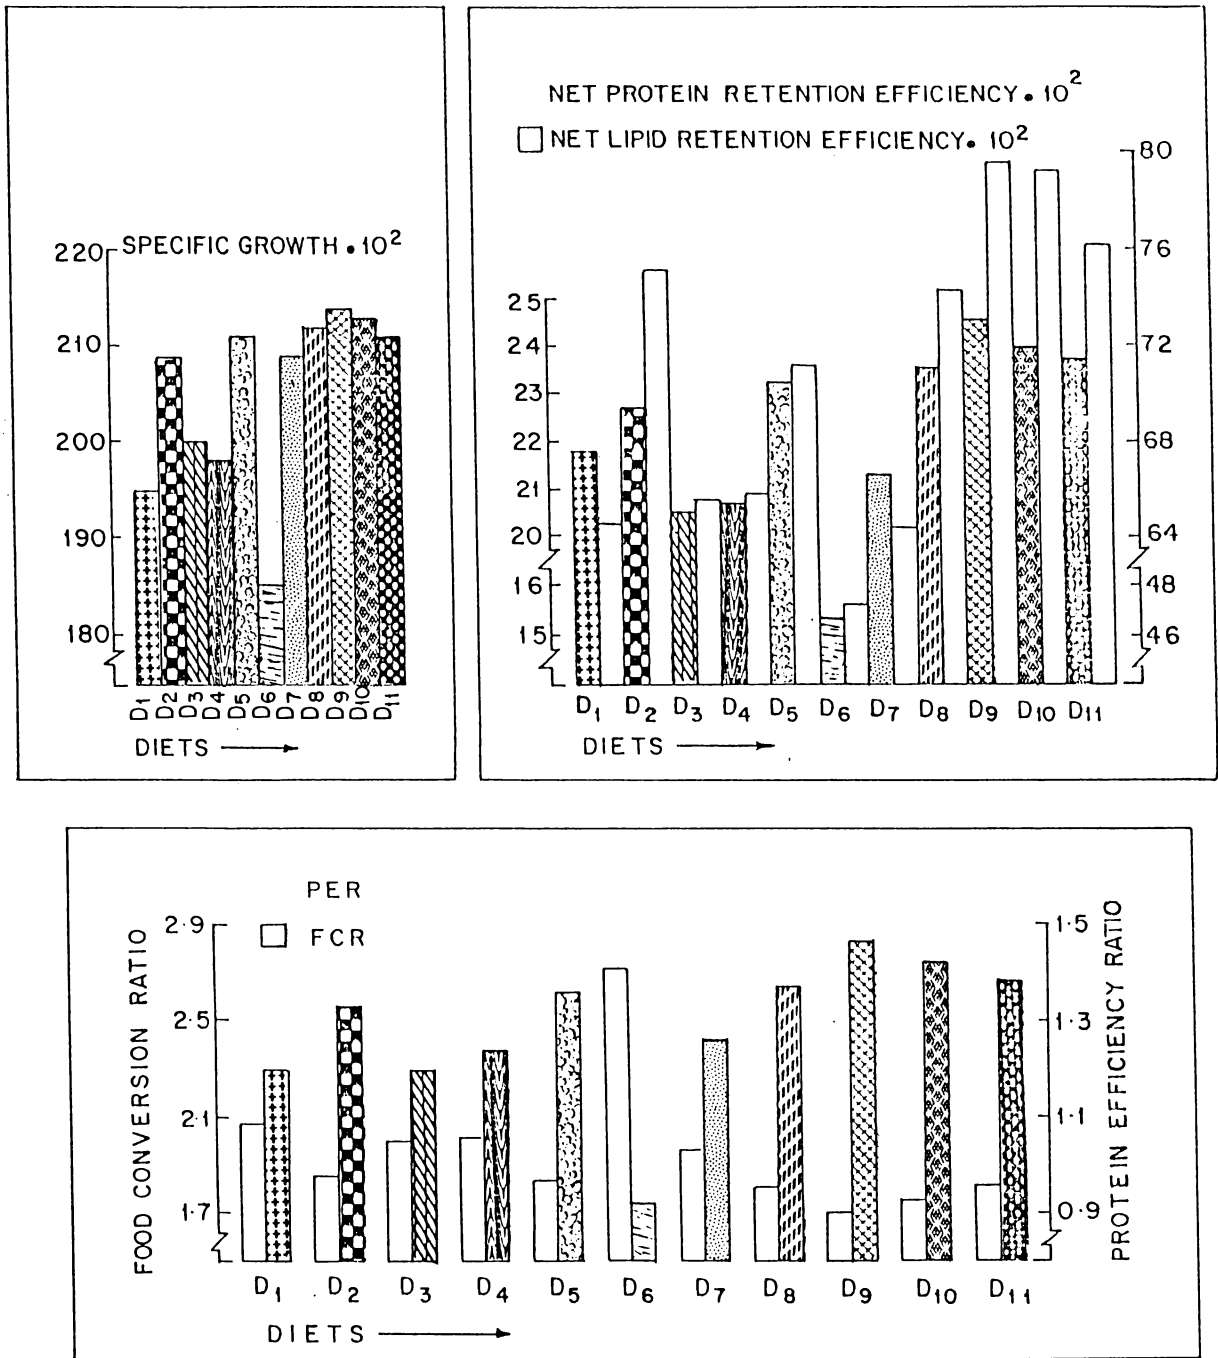 SPECIFIC GROWTH • 10²
220
210
200
190
180
D1 D2 D3 D4 D5 D6 D7 D8 D9 D10 D11
DIETS
NET PROTEIN RETENTION EFFICIENCY • 10²
NET LIPID RETENTION EFFICIENCY • 10²
25
24
23
22
21
20
16
15
80
76
72
68
64
48
46
D1 D2 D3 D4 D5 D6 D7 D8 D9 D10 D11
DIETS
PER
FCR
FOOD CONVERSION RATIO
2·9
2·5
2·1
1·7
1·5
1·3
1·1
0·9
PROTEIN EFFICIENCY RATIO
D1 D2 D3 D4 D5 D6 D7 D8 D9 D10 D11
DIETS